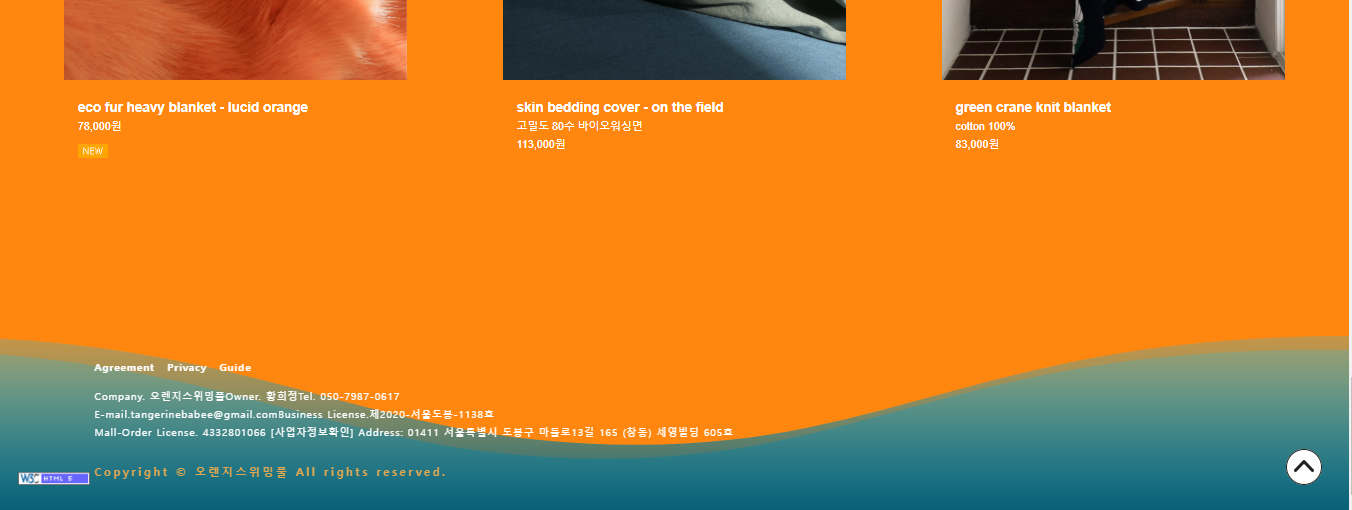 eco fur heavy blanket - lucid orange
78,000원
NEW
skin bedding cover - on the field
고밀도 80수 바이오워싱면
113,000원
green crane knit blanket
cotton 100%
83,000원
Agreement Privacy Guide
Company. 오렌지스위밍풀Owner. 황희정Tel. 050-7987-0617
E-mail.tangerinebabee@gmail.comBusiness License.제2020-서울도봉-1138호
Mall-Order License. 4332801066 [사업자정보확인] Address: 01411 서울특별시 도봉구 마들로13길 165 (창동) 세영빌딩 605호
Copyright © 오렌지스위밍풀 All rights reserved.
W3C HTML 5